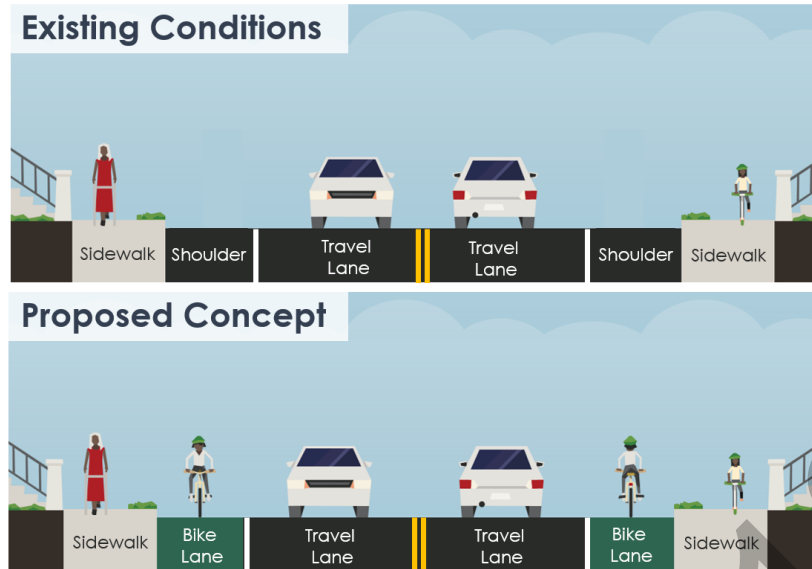 Existing Conditions
Sidewalk
Shoulder
Travel
Lane
Travel
Lane
Shoulder
Sidewalk
Proposed Concept
Sidewalk
Bike
Lane
Travel
Lane
Travel
Lane
Bike
Lane
Sidewalk